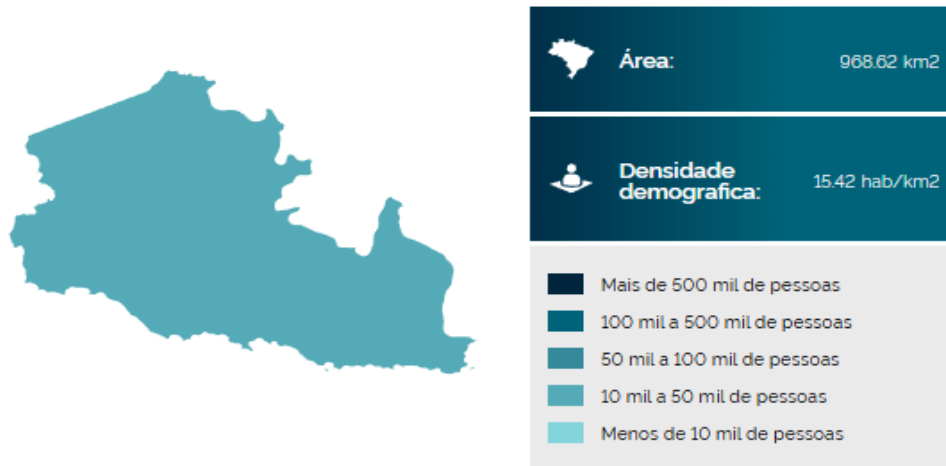 Área:
968.62 km2
Densidade
demografica:
15.42 hab/km2
Mais de 500 mil de pessoas
100 mil a 500 mil de pessoas
50 mil a 100 mil de pessoas
10 mil a 50 mil de pessoas
Menos de 10 mil de pessoas